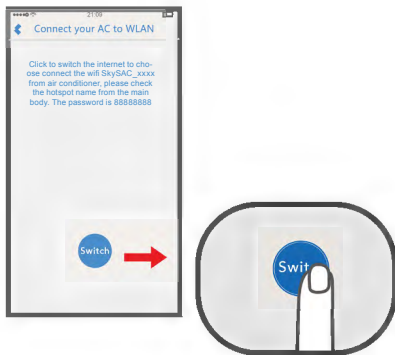 21:00
Connect your AC to WLAN
Click to switch the internet to cho-
ose connect the wifi SkySAC_xxxx
from air conditioner, please check
the hotspot name from the main
body. The password is 88888888
Switch
Swit